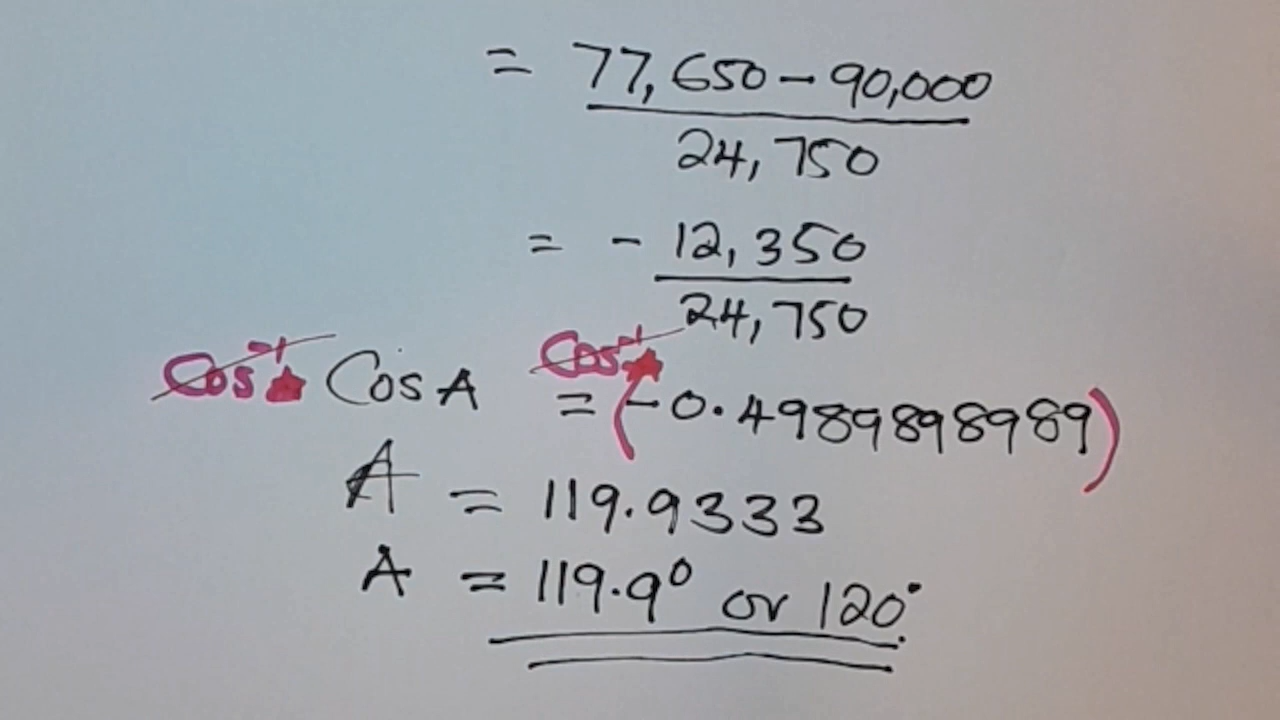 = 77,650 - 90,000
24,750
= - 12,350
24,750
Cos⁻¹ Cos A = Cos⁻¹ (-0.4989898989)
A = 119.9333
A = 119.9° or 120°.